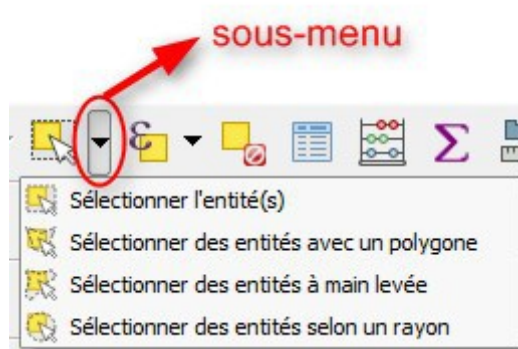 sous-menu
Sélectionner l'entité(s)
Sélectionner des entités avec un polygone
Sélectionner des entités à main levée
Sélectionner des entités selon un rayon